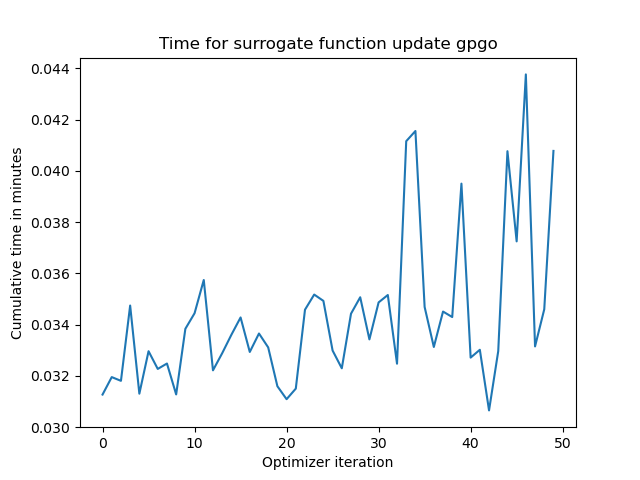 Time for surrogate function update gpgo
0.044
0.042
0.040
0.038
0.036
0.034
0.032
0.030
Cumulative time in minutes
0 10 20 30 40 50
Optimizer iteration